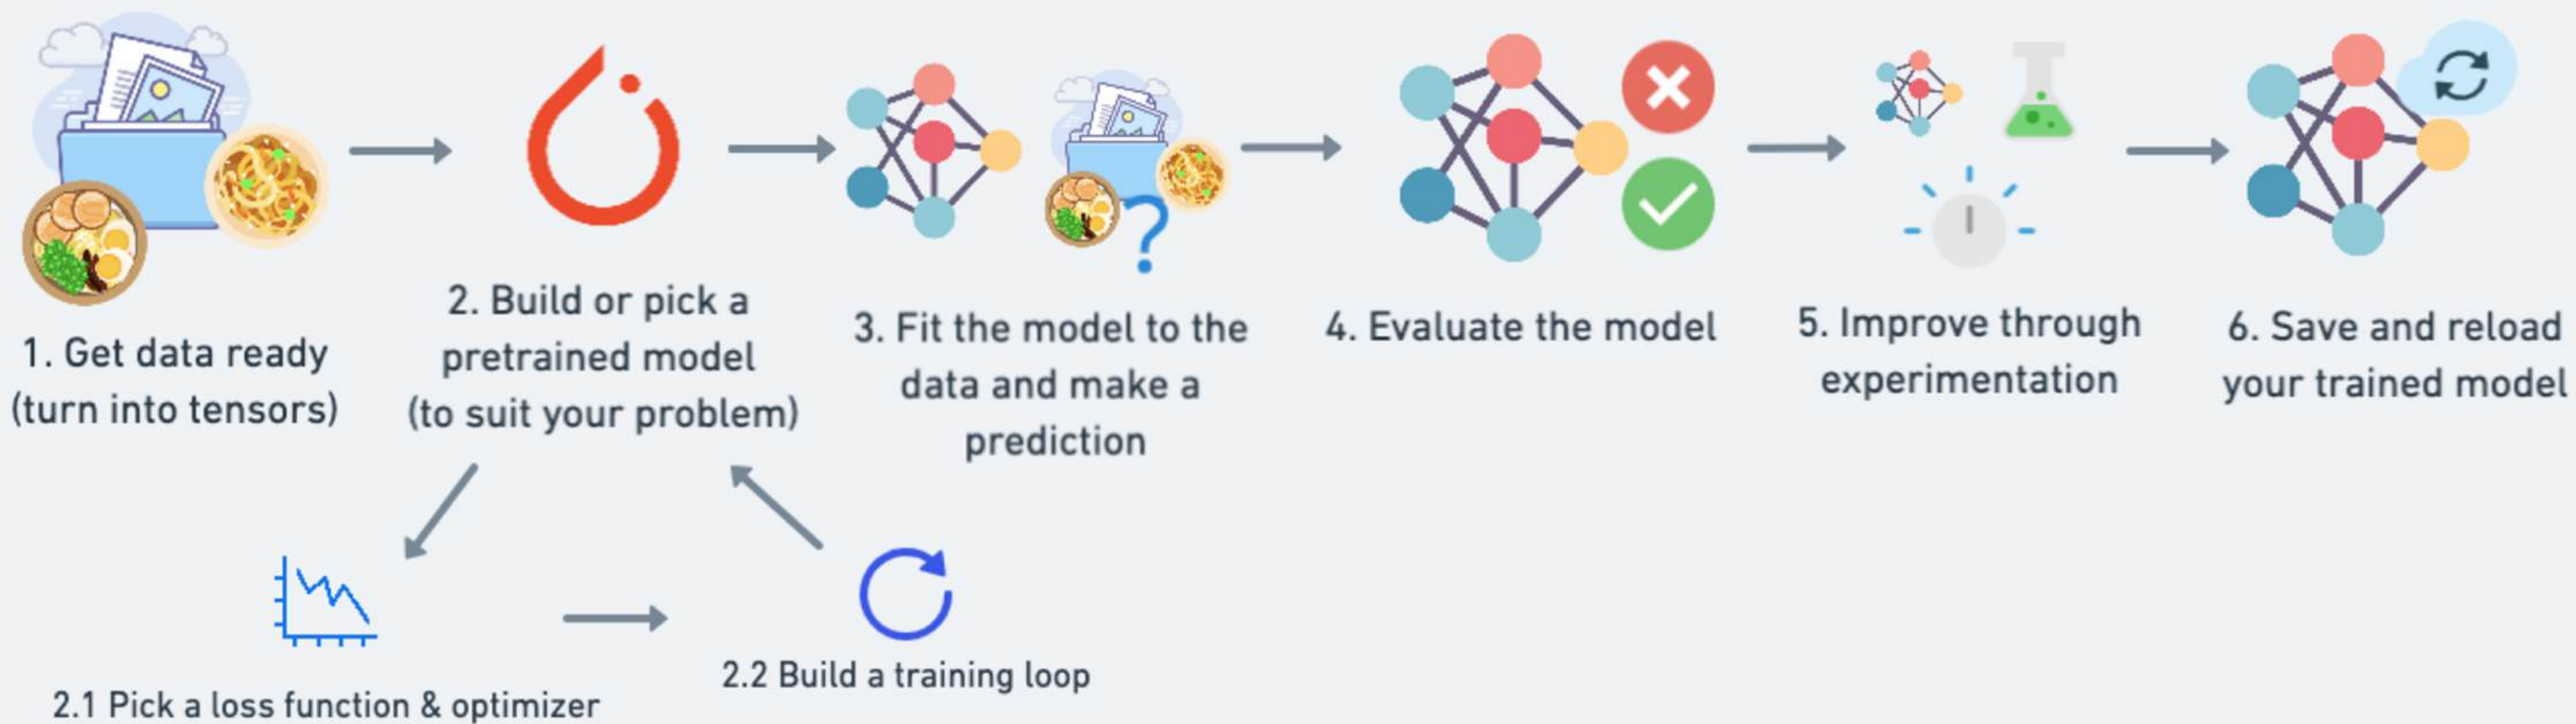 1. Get data ready
(turn into tensors)
2. Build or pick a
pretrained model
(to suit your problem)
3. Fit the model to the
data and make a
prediction
4. Evaluate the model
5. Improve through
experimentation
6. Save and reload
your trained model
2.1 Pick a loss function & optimizer
2.2 Build a training loop